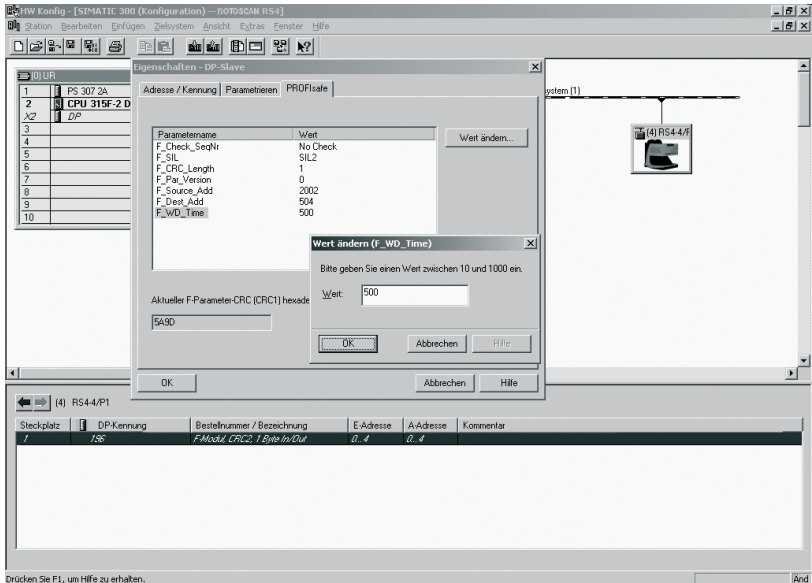 HW Konfig - [SIMATIC 300 (Konfiguration) -- ROTOSCAN RS4]
Station Bearbeiten Einfügen Zielsystem Ansicht Extras Fenster Hilfe
(0) UR
1 PS 307 2A
2 CPU 315F-2 D
X2 DP
3
4
5
6
7
8
9
10
Eigenschaften - DP-Slave
Adresse / Kennung Parametrieren PROFIsafe
Parametername Wert
F_Check_SeqNr No Check
F_SIL SIL2
F_CRC_Length 1
F_Par_Version 0
F_Source_Add 2002
F_Dest_Add 504
F_WD_Time 500
Wert ändern...
Aktueller F-Parameter-CRC (CRC1) hexade
5A9D
OK Abbrechen Hilfe
Wert ändern (F_WD_Time)
Bitte geben Sie einen Wert zwischen 10 und 1000 ein.
Wert: 500
OK Abbrechen Hilfe
ystem (1)
(4) RS4-4/F
(4) RS4-4/P1
Steckplatz DP-Kennung Bestellnummer / Bezeichnung E-Adresse A-Adresse Kommentar
1 196 F-Modul, CRC2, 1 Byte In/Out 0...4 0...4
Drücken Sie F1, um Hilfe zu erhalten.
Änd